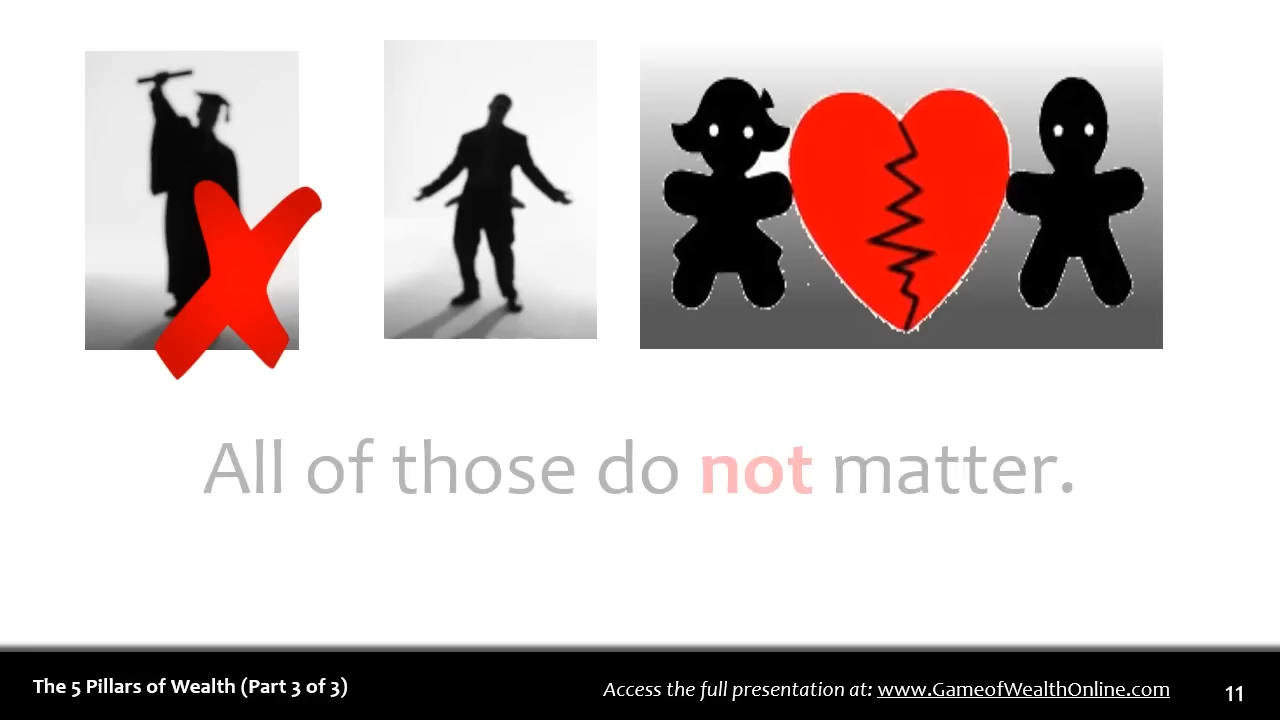 All of those do not matter.
The 5 Pillars of Wealth (Part 3 of 3)
Access the full presentation at: www.GameofWealthOnline.com
11